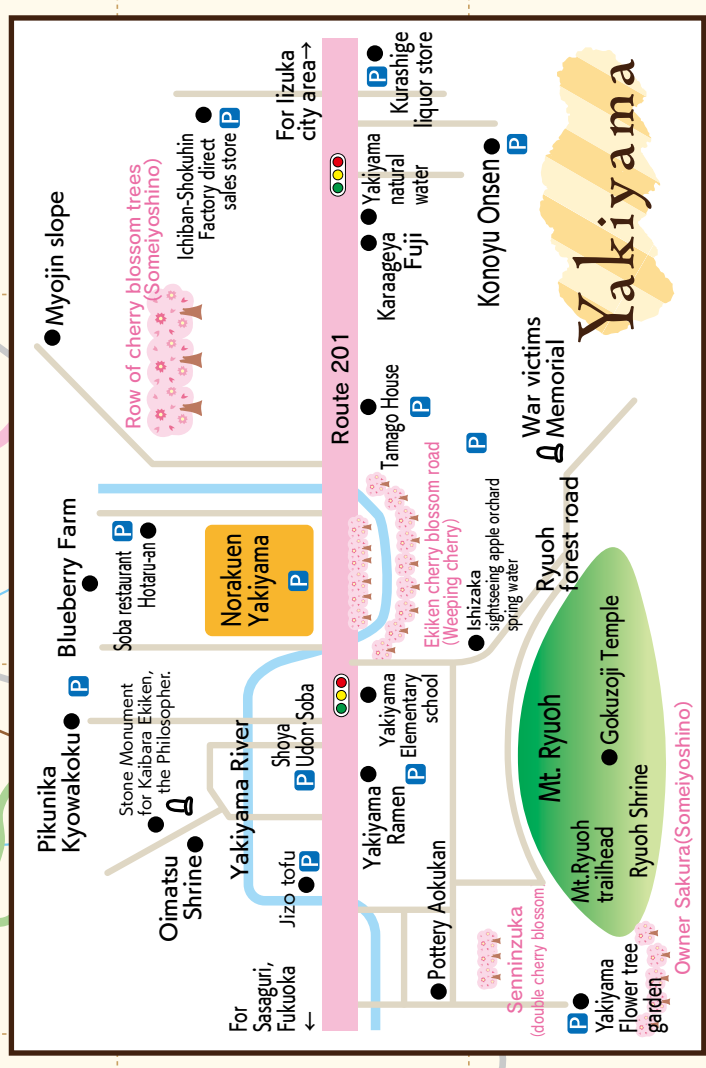 Pikunika
Kyowakoku
P
Blueberry Farm
Myojin slope
Stone Monument
for Kaibara Ekiken,
the Philosopher.
Oimatsu
Shrine
Soba restaurant
Hotaru-an
P
Row of cherry blossom trees
(Someiyoshino)
Ichiban-Shokuhin
Factory direct
sales store
P
Yakiyama River
Norakuen
Yakiyama
P
Jizo tofu
P
Shoya
Udon·Soba
P
For
Sasaguri,
Fukuoka
←
For Iizuka
city area→
Route 201
Yakiyama
Ramen
P
Yakiyama
Elementary
school
Tamago House
P
Karaageya
Fuji
Yakiyama
natural
water
P
Kurashige
liquor store
Pottery Aokukan
Ekiken cherry blossom road
(Weeping cherry)
P
Ishizaka
sightseeing apple orchard
spring water
Konoyu Onsen
P
Senninzuka
(double cherry blossom)
Ryuoh
forest road
War victims
Memorial
Mt. Ryuoh
Gokuzoji Temple
Mt.Ryuoh
trailhead
Ryuoh Shrine
P
Yakiyama
Flower tree
garden
Owner Sakura(Someiyoshino)
Yakiyama